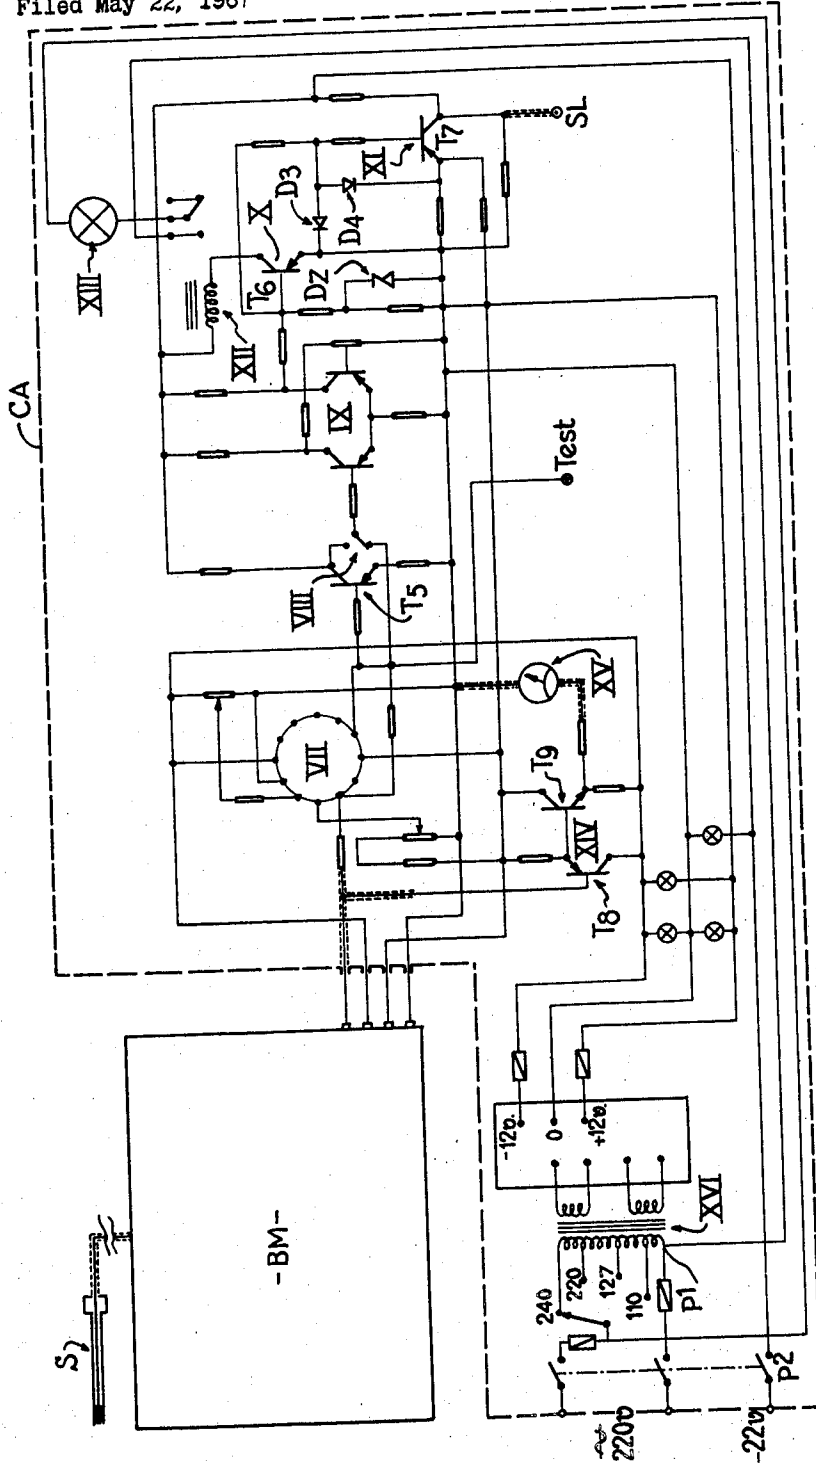 Filed May 22, 1967
CA
XIII
XII
T6
X
D3
D4
DZ
XI
T7
SL
IX
VIII
T5
Test
VII
XV
T9
XIV
T8
-BM-
S7
-12v.
0
+12v.
XVI
240
220
127
110
P1
P2
220v
-22v